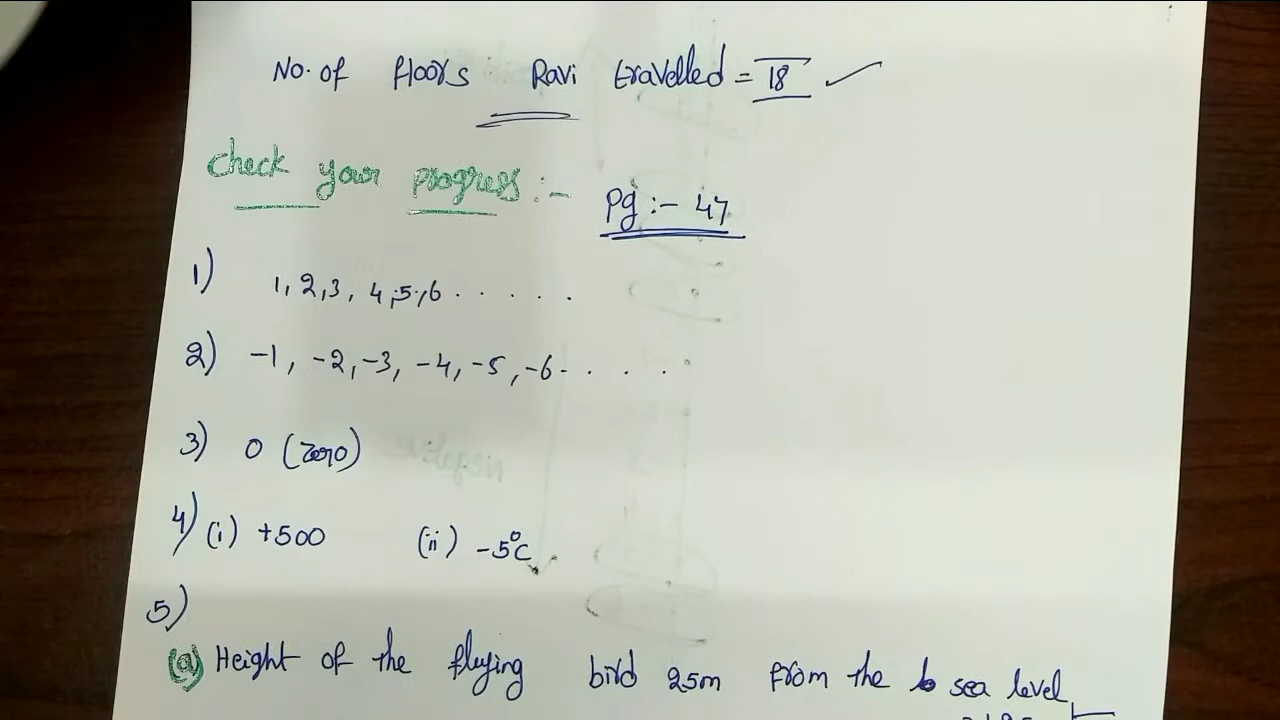 No. of floors Ravi travelled = 18 ✓
Check your progress :-
Pg :- 47
1) 1, 2, 3, 4, 5, 6 . . . . .
2) -1, -2, -3, -4, -5, -6 . . . .
3) 0 (Zero)
4) (i) +500 (ii) -5°C.
5)
(a) Height of the flying bird 25m from the sea level